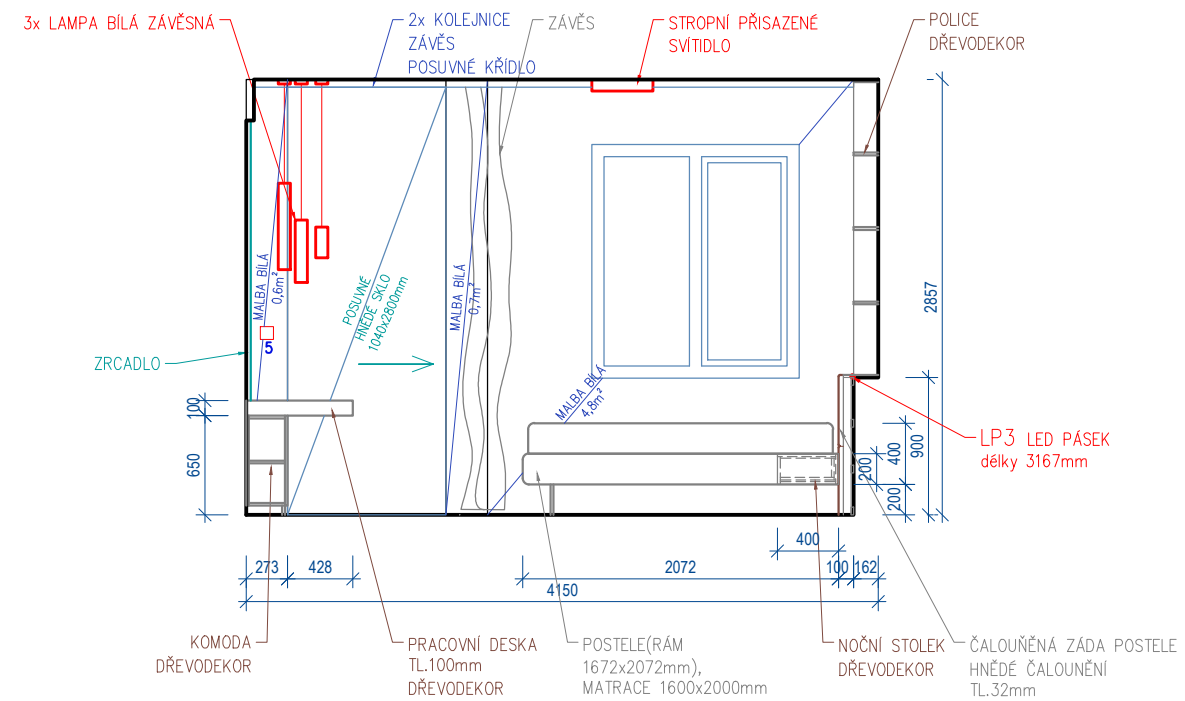 3x LAMPA BÍLÁ ZÁVĚSNÁ
2x KOLEJNICE
ZÁVĚS
POSUVNÉ KŘÍDLO
ZÁVĚS
STROPNÍ PŘISAZENÉ
SVÍTIDLO
POLICE
DŘEVODEKOR
MALBA BÍLÁ
0,6m²
POSUVNÉ
HNĚDÉ SKLO
1040x2800mm
MALBA BÍLÁ
0,7m²
2857
5
ZRCADLO
MALBA BÍLÁ
4,8m²
100
650
LP3 LED PÁSEK
délky 3167mm
200
400
900
200
400
273
428
2072
100
162
4150
KOMODA
DŘEVODEKOR
PRACOVNÍ DESKA
TL.100mm
DŘEVODEKOR
POSTELE(RÁM
1672x2072mm),
MATRACE 1600x2000mm
NOČNÍ STOLEK
DŘEVODEKOR
ČALOUŇĚNÁ ZÁDA POSTELE
HNĚDÉ ČALOUNĚNÍ
TL.32mm